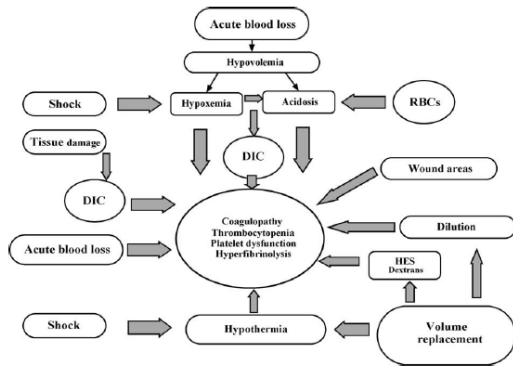 Acute blood loss
Hypovolemia
Shock
Hypoxemia
Acidosis
RBCs
Tissue damage
DIC
Wound areas
DIC
Coagulopathy
Thrombocytopenia
Platelet dysfunction
Hyperfibrinolysis
Dilution
Acute blood loss
HES
Dextrans
Shock
Hypothermia
Volume
replacement